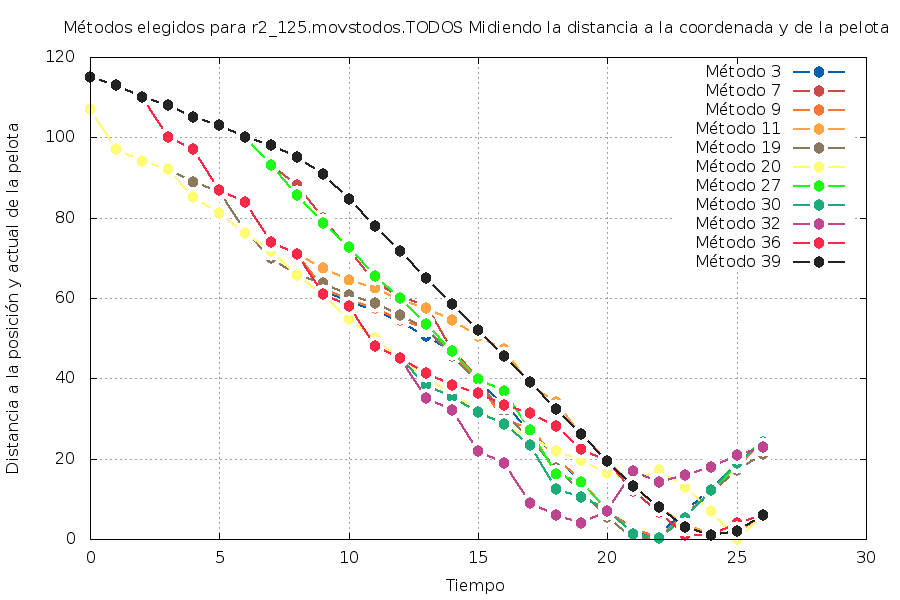 Métodos elegidos para r2_125.movstodos.TODOS Midiendo la distancia a la coordenada y de la pelota
Distancia a la posición y actual de la pelota
120
100
80
60
40
20
0
0 5 10 15 20 25 30
Tiempo
Método 3
Método 7
Método 9
Método 11
Método 19
Método 20
Método 27
Método 30
Método 32
Método 36
Método 39